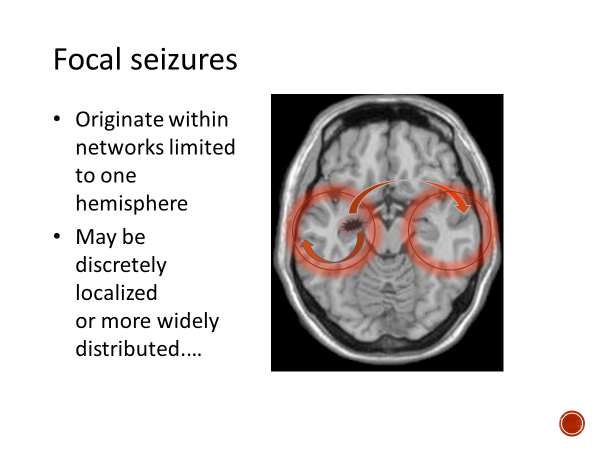 Focal seizures
• Originate within
networks limited
to one
hemisphere
• May be
discretely
localized
or more widely
distributed....